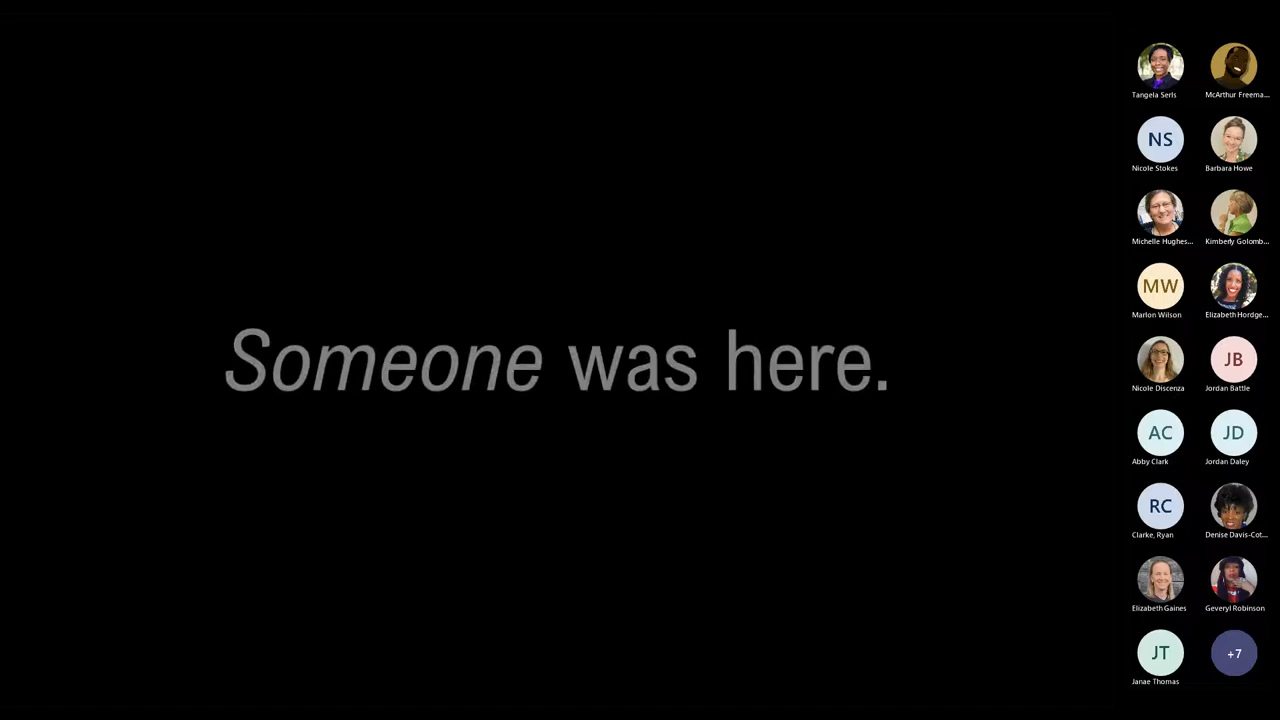 Someone was here.
Tangela Serls
McArthur Freema...
NS
Nicole Stokes
Barbara Howe
Michelle Hughes...
Kimberly Golomb...
MW
Marlon Wilson
Elizabeth Hordge...
Nicole Discenza
JB
Jordan Battle
AC
Abby Clark
JD
Jordan Daley
RC
Clarke, Ryan
Denise Davis-Cot...
Elizabeth Gaines
Geveryl Robinson
JT
Janae Thomas
+7